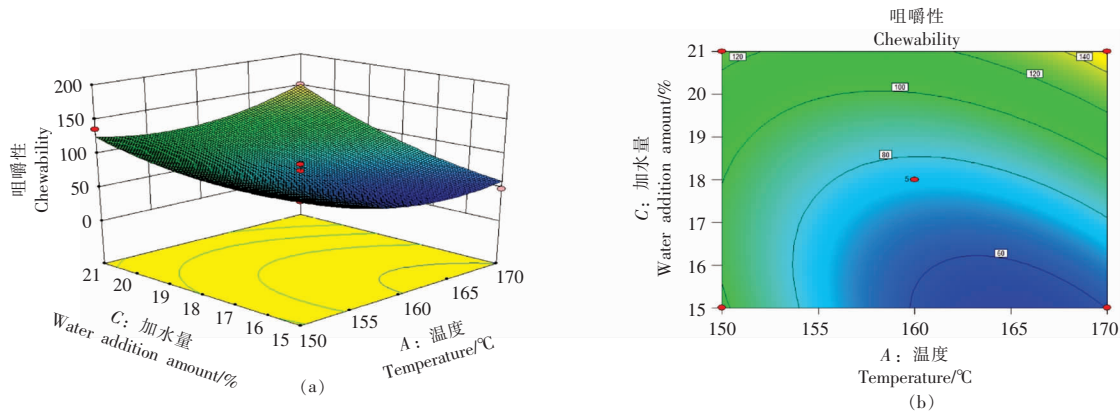 咀嚼性
Chewability
200
150
100
50
0
21
20
19
18
17
16
15
150
155
160
165
170
C：加水量
Water addition amount/%
A：温度
Temperature/℃
(a)
咀嚼性
Chewability
21
20
19
18
17
16
15
C：加水量
Water addition amount/%
120
140
120
100
80
5
60
150
155
160
165
170
A：温度
Temperature/℃
(b)